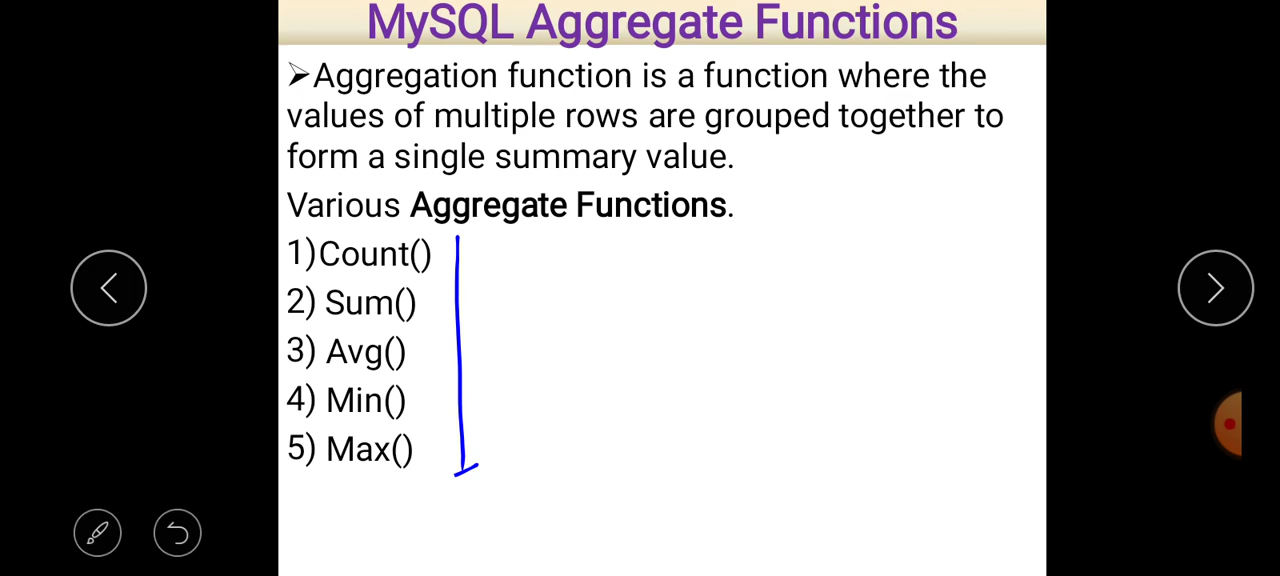 MySQL Aggregate Functions
➢Aggregation function is a function where the
values of multiple rows are grouped together to
form a single summary value.
Various Aggregate Functions.
1)Count()
2) Sum()
3) Avg()
4) Min()
5) Max()